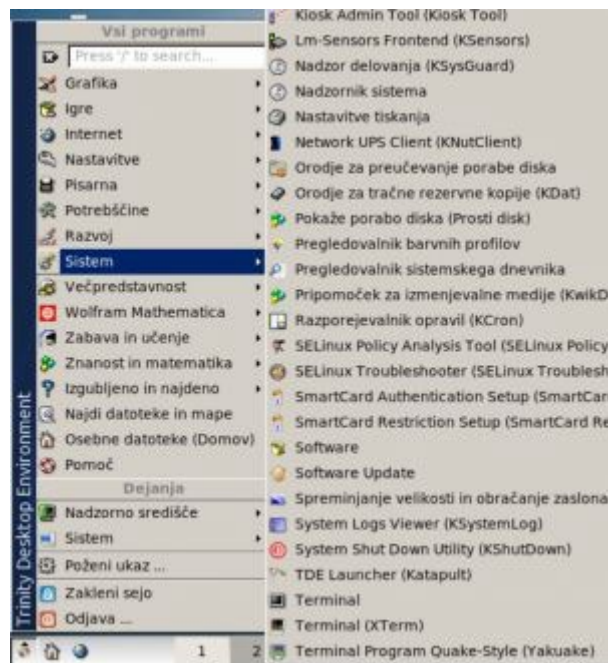 Vsi programi
Press '/' to search...
Grafika
Igre
Internet
Nastavitve
Pisarna
Potrebščine
Razvoj
Sistem
Večpredstavnost
Wolfram Mathematica
Zabava in učenje
Znanost in matematika
Izgubljeno in najdeno
Najdi datoteke in mape
Osebne datoteke (Domov)
Pomoč
Dejanja
Nadzorno središče
Sistem
Poženi ukaz ...
Zakleni sejo
Odjava ...
Trinity Desktop Environment
1
2
Kiosk Admin Tool (Kiosk Tool)
Lm-Sensors Frontend (KSensors)
Nadzor delovanja (KSysGuard)
Nadzornik sistema
Nastavitve tiskanja
Network UPS Client (KNutClient)
Orodje za preučevanje porabe diska
Orodje za tračne rezervne kopije (KDat)
Pokaže porabo diska (Prosti disk)
Pregledovalnik barvnih profilov
Pregledovalnik sistemskega dnevnika
Pripomoček za izmenjevalne medije (KwikD
Razporejevalnik opravil (KCron)
SELinux Policy Analysis Tool (SELinux Policy
SELinux Troubleshooter (SELinux Troublesh
SmartCard Authentication Setup (SmartCar
SmartCard Restriction Setup (SmartCard Re
Software
Software Update
Spreminjanje velikosti in obračanje zaslona
System Logs Viewer (KSystemLog)
System Shut Down Utility (KShutDown)
TDE Launcher (Katapult)
Terminal
Terminal (XTerm)
Terminal Program Quake-Style (Yakuake)